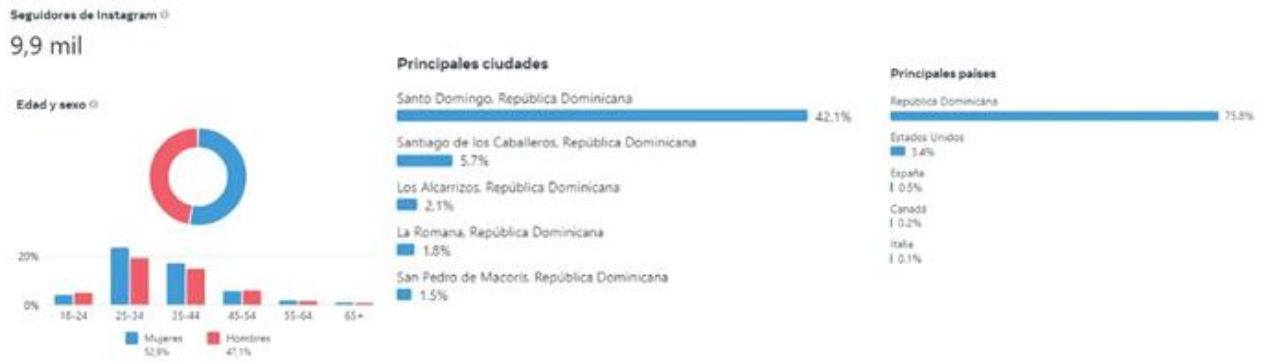 Seguidores de Instagram
9,9 mil
Edad y sexo
20%
0%
18-24 25-34 35-44 45-54 55-64 65+
Mujeres Hombres
52,9% 47,1%
Principales ciudades
Santo Domingo, República Dominicana
42.1%
Santiago de los Caballeros, República Dominicana
5.7%
Los Alcarrizos, República Dominicana
2.1%
La Romana, República Dominicana
1.8%
San Pedro de Macorís, República Dominicana
1.5%
Principales países
República Dominicana
75.8%
Estados Unidos
3.4%
España
0.5%
Canadá
0.2%
Italia
0.1%